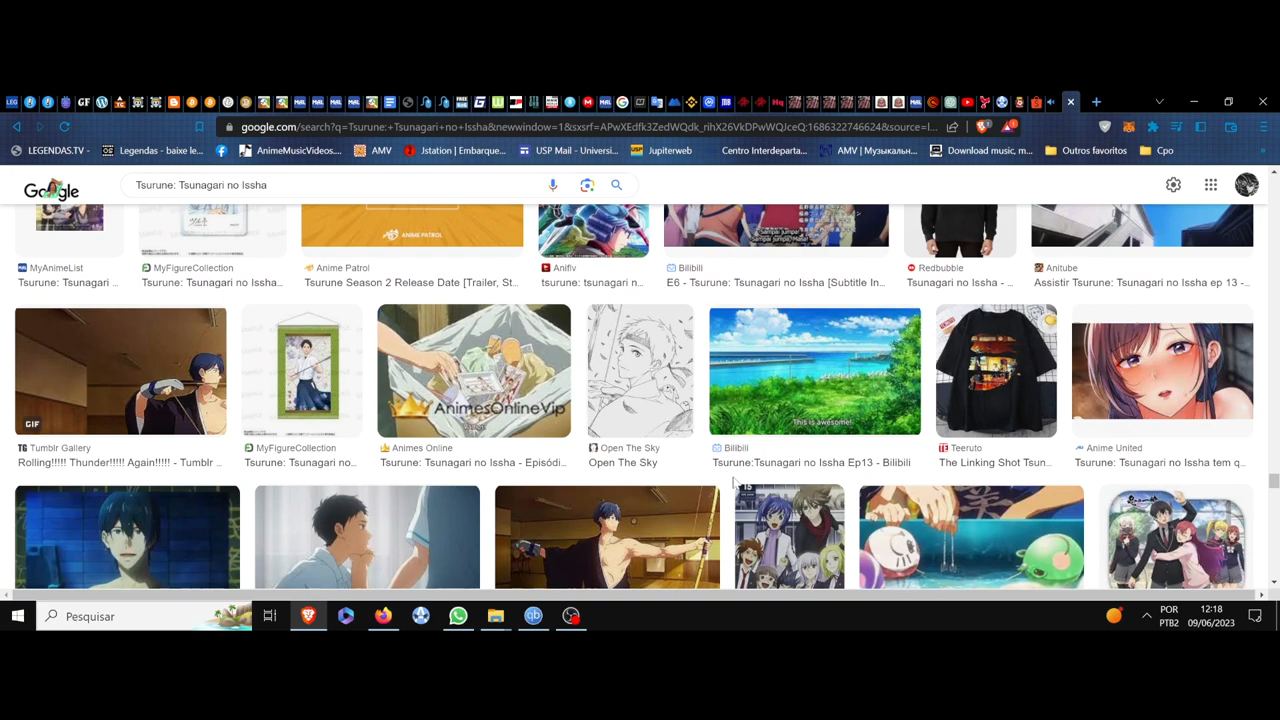 google.com/search?q=Tsurune:+Tsunagari+no+Issha&newwindow=1&sxsrf=APwXEdfk3ZedWQdk_rihX26VkDPwWQJceQ:1686322746624&source=l...
LEGENDAS.TV -
Legendas - baixe le...
AnimeMusicVideos....
AMV
Jstation | Embarque...
USP Mail - Universi...
Jupiterweb
Centro Interdeparta...
AMV | Музыкальн...
Download music, m...
Outros favoritos
Cpo
Google
Tsurune: Tsunagari no Issha
ANIME PATROL
Sampai jumpa, Masa!
MyAnimeList
MyFigureCollection
Anime Patrol
Aniflv
Bilibili
Redbubble
Anitube
Tsurune: Tsunagari ...
Tsurune: Tsunagari no Issha...
Tsurune Season 2 Release Date [Trailer, St...
tsurune: tsunagari n...
E6 - Tsurune: Tsunagari no Issha [Subtitle In...
Tsunagari no Issha - ...
Assistir Tsurune: Tsunagari no Issha ep 13 -...
GIF
AnimesOnlineVip
This is awesome!
Tumblr Gallery
MyFigureCollection
Animes Online
Open The Sky
Bilibili
Teeruto
Anime United
Rolling!!!!! Thunder!!!!! Again!!!!! - Tumblr ...
Tsurune: Tsunagari no...
Tsurune: Tsunagari no Issha - Episódi...
Open The Sky
Tsurune:Tsunagari no Issha Ep13 - Bilibili
The Linking Shot Tsun...
Tsurune: Tsunagari no Issha tem q...
15
Pesquisar
POR
PTB2
12:18
09/06/2023